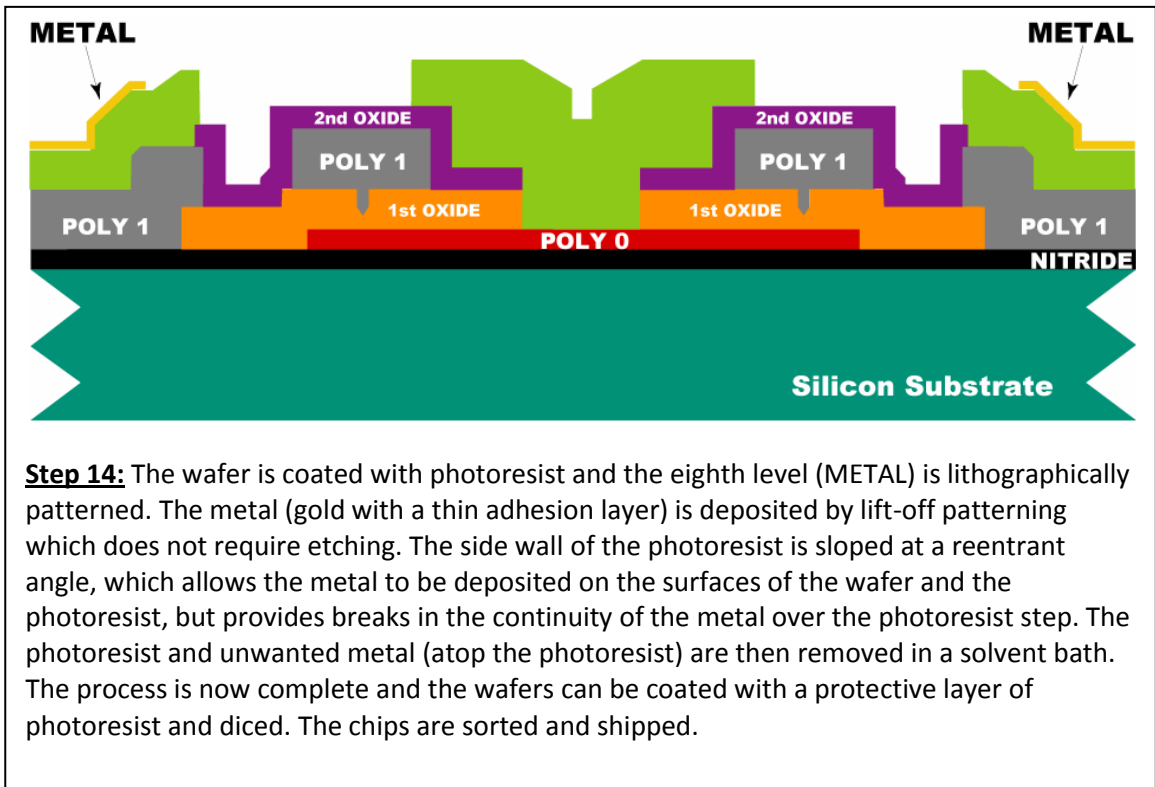 METAL
METAL
2nd OXIDE
2nd OXIDE
POLY 1
POLY 1
1st OXIDE
1st OXIDE
POLY 1
POLY 1
POLY 0
NITRIDE
Silicon Substrate
Step 14: The wafer is coated with photoresist and the eighth level (METAL) is lithographically
patterned. The metal (gold with a thin adhesion layer) is deposited by lift-off patterning
which does not require etching. The side wall of the photoresist is sloped at a reentrant
angle, which allows the metal to be deposited on the surfaces of the wafer and the
photoresist, but provides breaks in the continuity of the metal over the photoresist step. The
photoresist and unwanted metal (atop the photoresist) are then removed in a solvent bath.
The process is now complete and the wafers can be coated with a protective layer of
photoresist and diced. The chips are sorted and shipped.